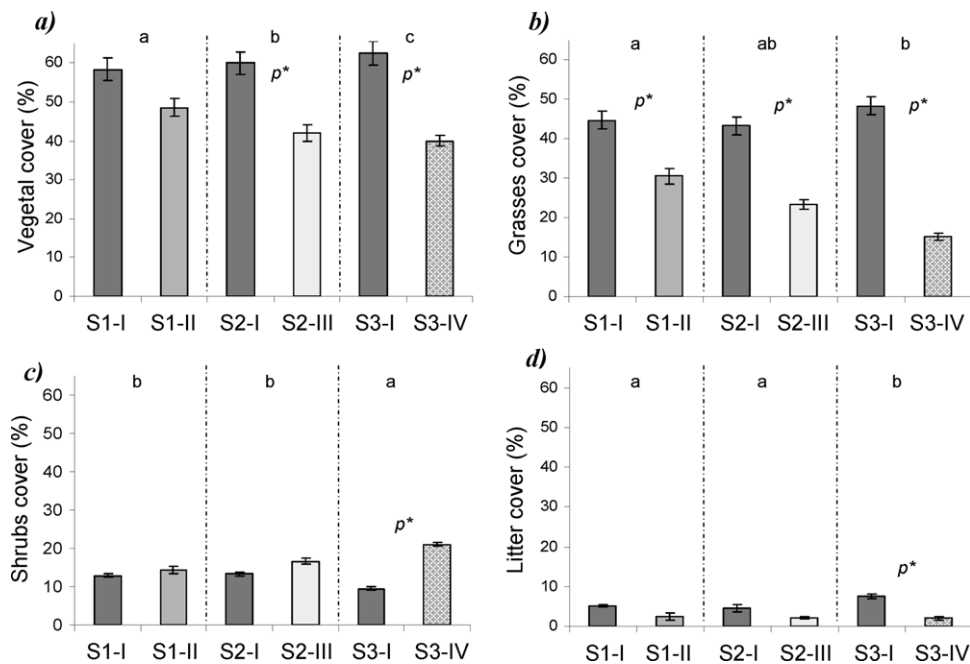 a)
a b c
p* p*
Vegetal cover (%)
60
50
40
30
20
10
0
S1-I S1-II S2-I S2-III S3-I S3-IV
b)
a ab b
p* p* p*
Grasses cover (%)
60
50
40
30
20
10
0
S1-I S1-II S2-I S2-III S3-I S3-IV
c)
b b a
p*
Shrubs cover (%)
60
50
40
30
20
10
0
S1-I S1-II S2-I S2-III S3-I S3-IV
d)
a a b
p*
Litter cover (%)
60
50
40
30
20
10
0
S1-I S1-II S2-I S2-III S3-I S3-IV